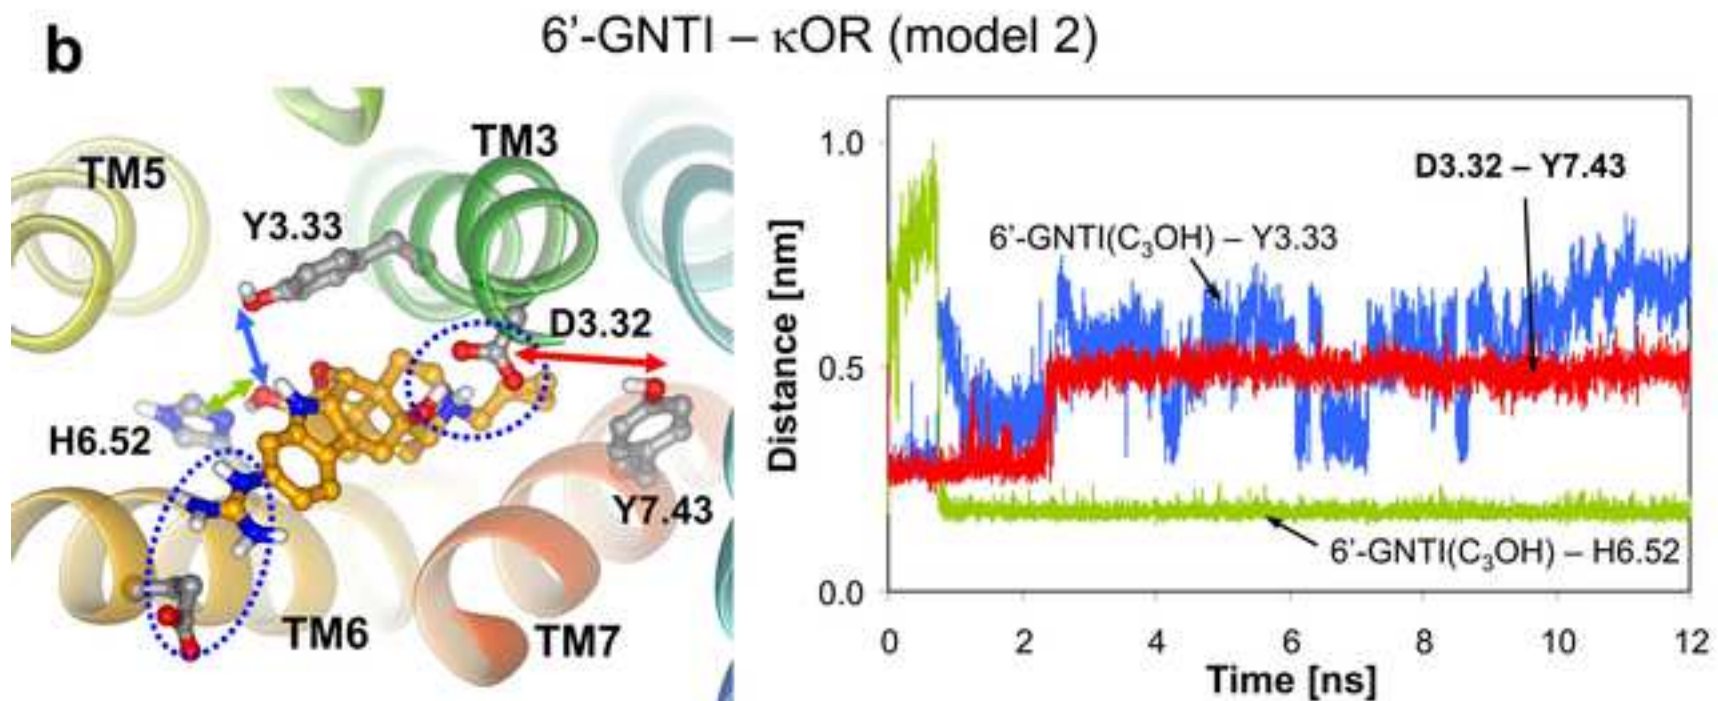 b
6'-GNTI – κOR (model 2)
TM5
TM3
Y3.33
D3.32
H6.52
Y7.43
TM6
TM7
Distance [nm]
1.0
0.5
0.0
D3.32 – Y7.43
6'-GNTI(C₃OH) – Y3.33
6'-GNTI(C₃OH) – H6.52
0 2 4 6 8 10 12
Time [ns]